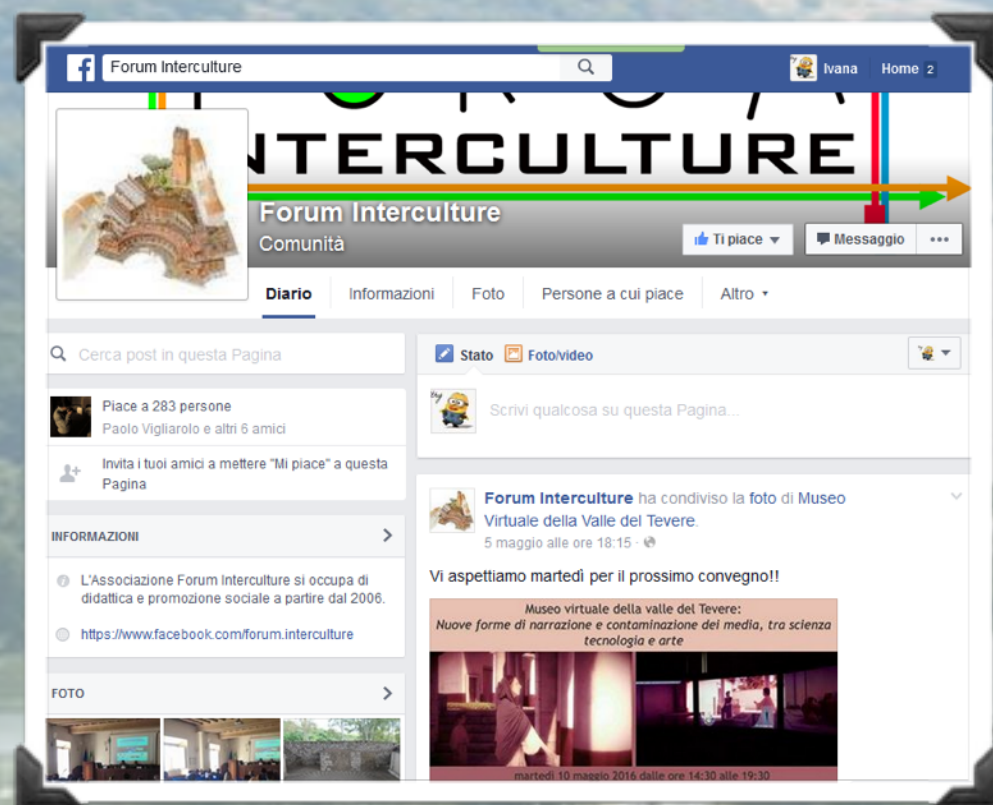 Forum Interculture
Ivana Home 2
INTERCULTURE
Forum Interculture
Comunità
Ti piace
Messaggio
Diario Informazioni Foto Persone a cui piace Altro
Cerca post in questa Pagina
Piace a 283 persone
Paolo Vigliarolo e altri 6 amici
Invita i tuoi amici a mettere "Mi piace" a questa
Pagina
INFORMAZIONI
L'Associazione Forum Interculture si occupa di
didattica e promozione sociale a partire dal 2006.
https://www.facebook.com/forum.interculture
FOTO
Stato Foto/video
Scrivi qualcosa su questa Pagina...
Forum Interculture ha condiviso la foto di Museo
Virtuale della Valle del Tevere.
5 maggio alle ore 18:15 ·
Vi aspettiamo martedì per il prossimo convegno!!
Museo virtuale della valle del Tevere:
Nuove forme di narrazione e contaminazione dei media, tra scienza
tecnologia e arte
martedì 10 maggio 2016 dalle ore 14:30 alle 19:30